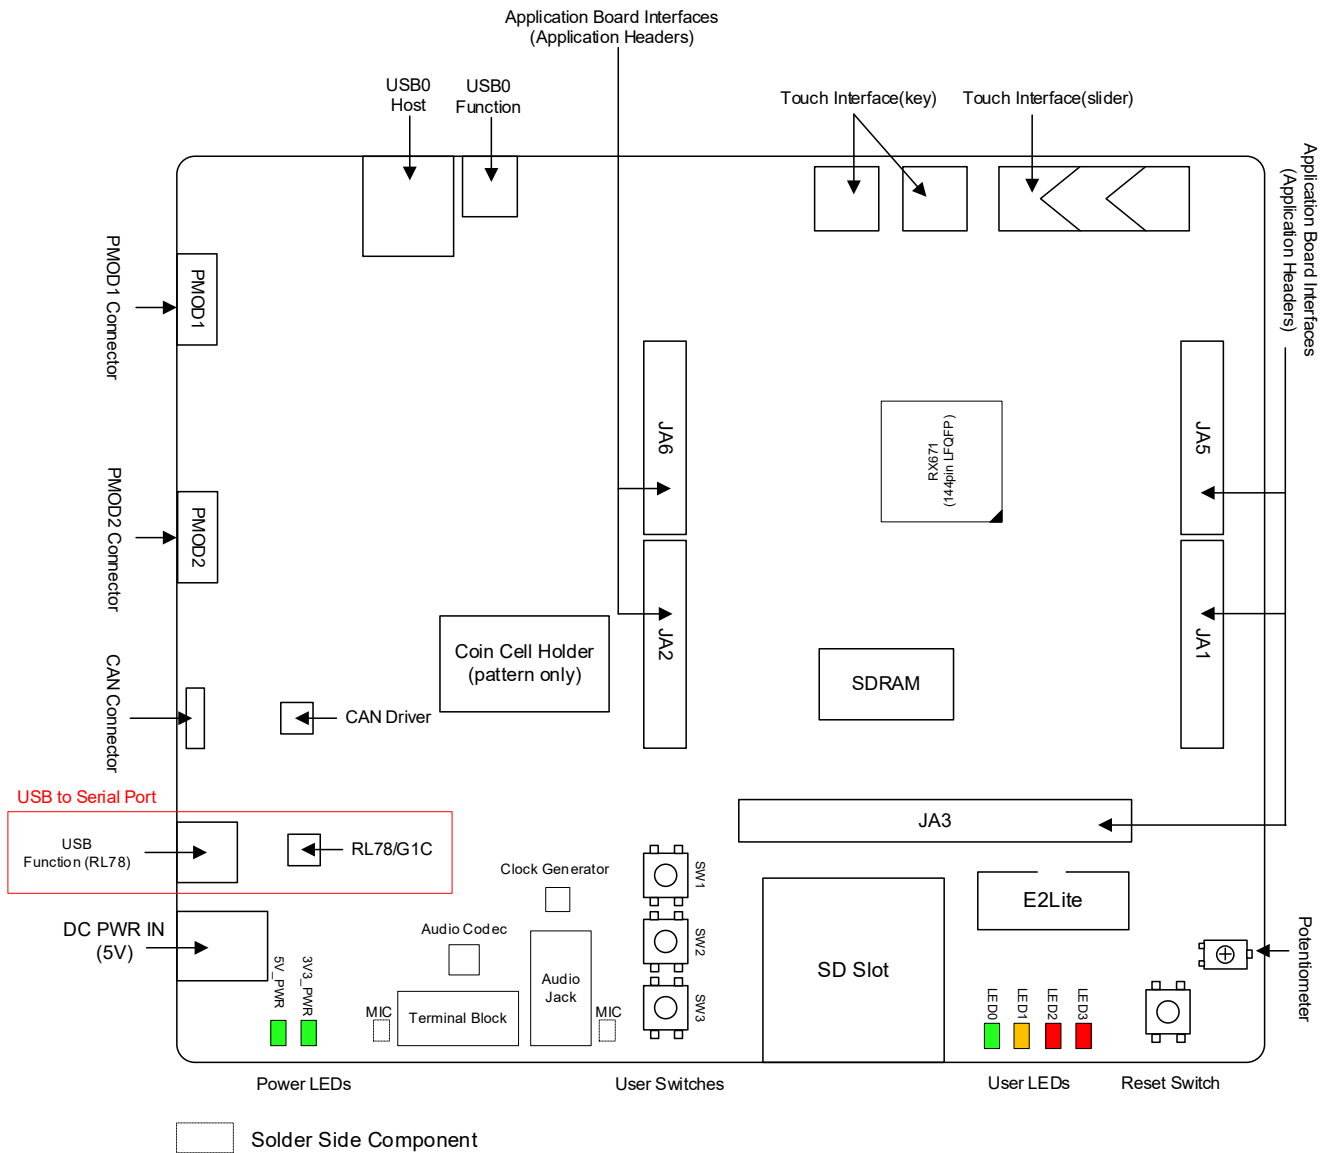 Application Board Interfaces
(Application Headers)
USB0
Host
USB0
Function
Touch Interface(key)
Touch Interface(slider)
Application Board Interfaces
(Application Headers)
PMOD1 Connector
PMOD1
JA6
RX671
(144pin LFQFP)
JA5
PMOD2 Connector
PMOD2
Coin Cell Holder
(pattern only)
JA2
JA1
SDRAM
CAN Connector
CAN Driver
USB to Serial Port
USB
Function (RL78)
RL78/G1C
JA3
Clock Generator
SW1
E2Lite
DC PWR IN
(5V)
Audio Codec
SW2
Potentiometer
5V_PWR
3V3_PWR
Audio
Jack
SD Slot
MIC
Terminal Block
MIC
SW3
LED0
LED1
LED2
LED3
Power LEDs
User Switches
User LEDs
Reset Switch
Solder Side Component